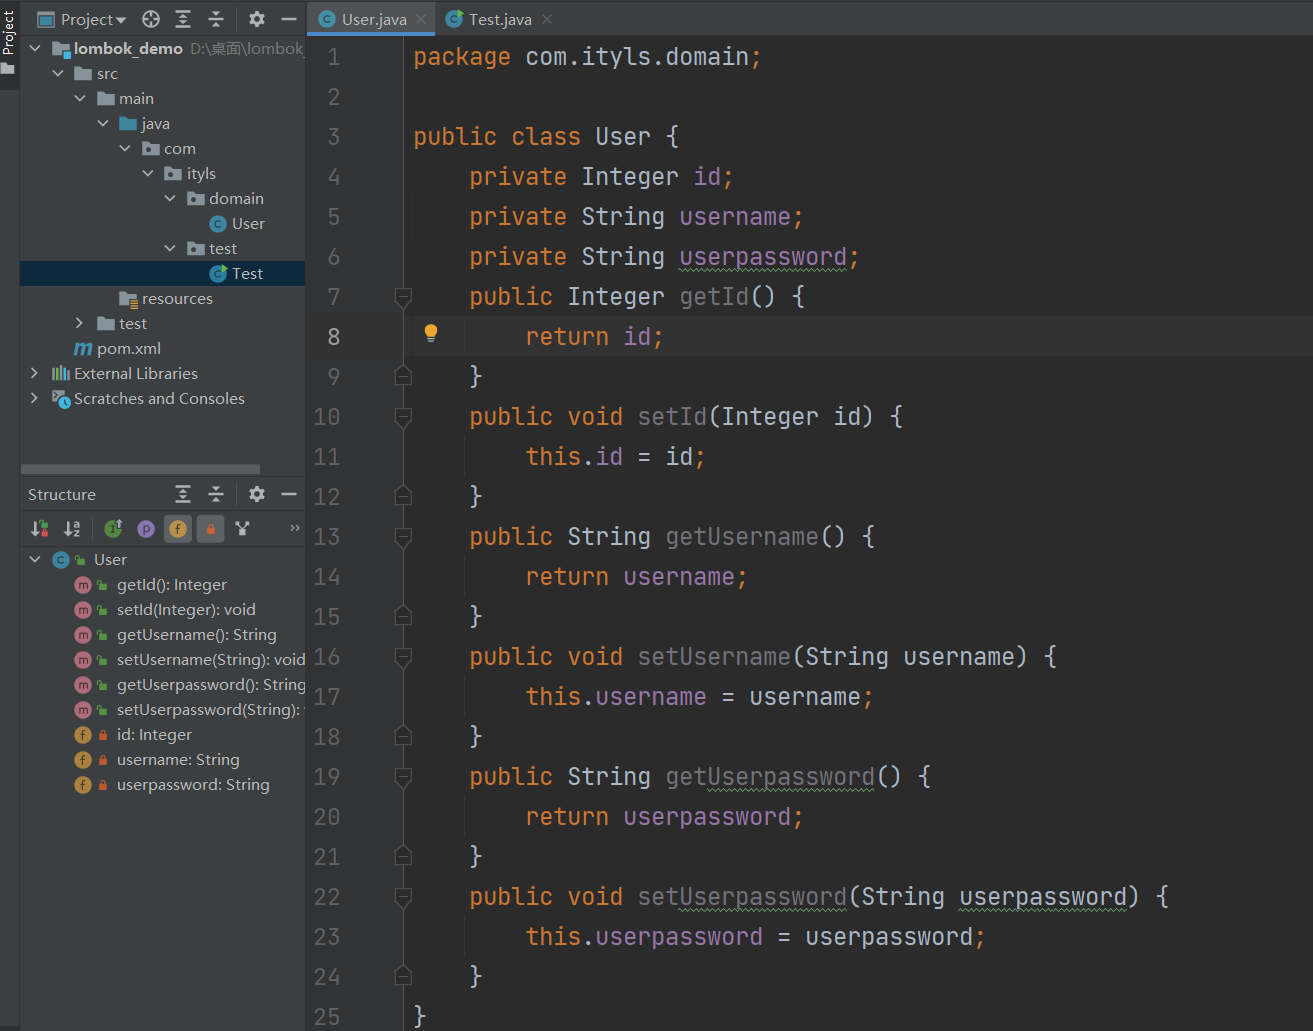 Project
Project
lombok_demo D:\桌面\lombok_
src
main
java
com
ityls
domain
User
test
Test
resources
test
pom.xml
External Libraries
Scratches and Consoles
Structure
User
getId(): Integer
setId(Integer): void
getUsername(): String
setUsername(String): void
getUserpassword(): String
setUserpassword(String):
id: Integer
username: String
userpassword: String
User.java Test.java
1 package com.ityls.domain;
2
3 public class User {
4 private Integer id;
5 private String username;
6 private String userpassword;
7 public Integer getId() {
8 return id;
9 }
10 public void setId(Integer id) {
11 this.id = id;
12 }
13 public String getUsername() {
14 return username;
15 }
16 public void setUsername(String username) {
17 this.username = username;
18 }
19 public String getUserpassword() {
20 return userpassword;
21 }
22 public void setUserpassword(String userpassword) {
23 this.userpassword = userpassword;
24 }
25 }